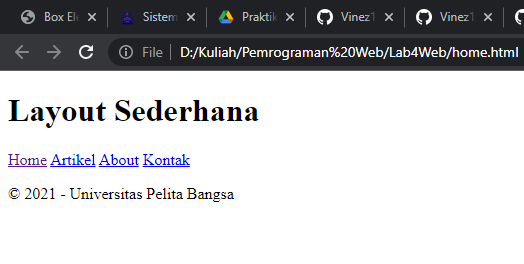 Box El
Sistem
Praktik
Vinez1
Vinez1
File D:/Kuliah/Pemrograman%20Web/Lab4Web/home.html
Layout Sederhana
Home Artikel About Kontak
© 2021 - Universitas Pelita Bangsa